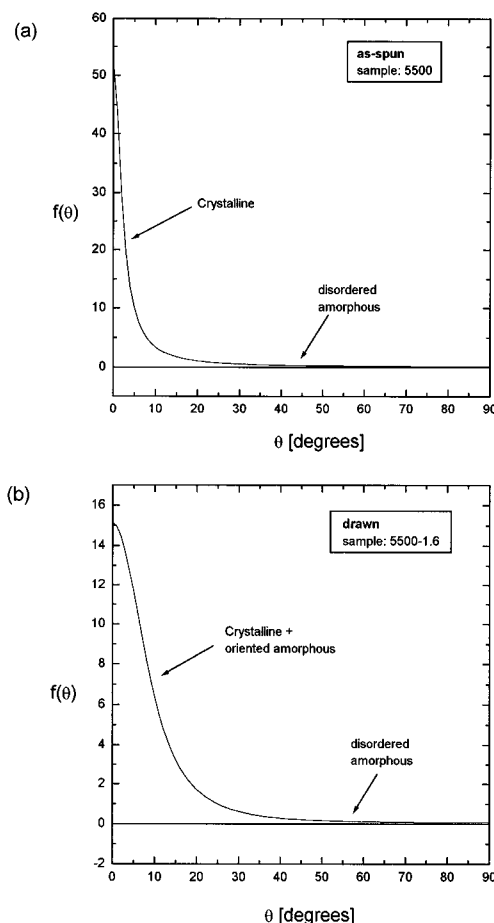 (a)
as-spun
sample: 5500
60
50
40
30
20
10
0
f(θ)
Crystalline
disordered
amorphous
0 10 20 30 40 50 60 70 80 90
θ [degrees]
(b)
drawn
sample: 5500-1.6
16
14
12
10
8
6
4
2
0
-2
f(θ)
Crystalline +
oriented amorphous
disordered
amorphous
0 10 20 30 40 50 60 70 80 90
θ [degrees]